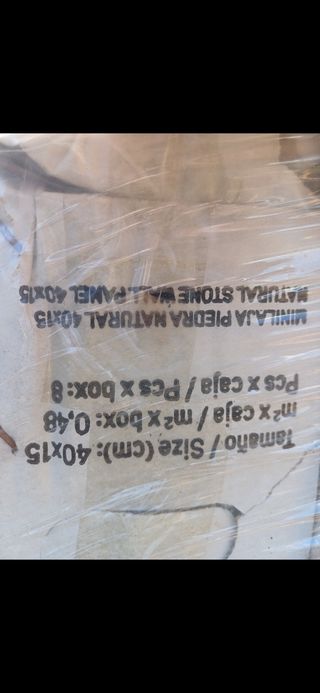 Tamaño / Size (cm): 40x15
m² x caja / m² x box: 0,48
Pcs x caja / Pcs x box: 8
MINILAJA PIEDRA NATURAL 40x15
NATURAL STONE WALL PANEL 40x15